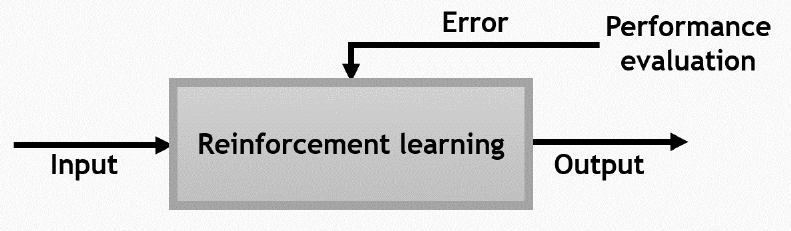 Error
Performance
evaluation
Reinforcement learning
Input
Output